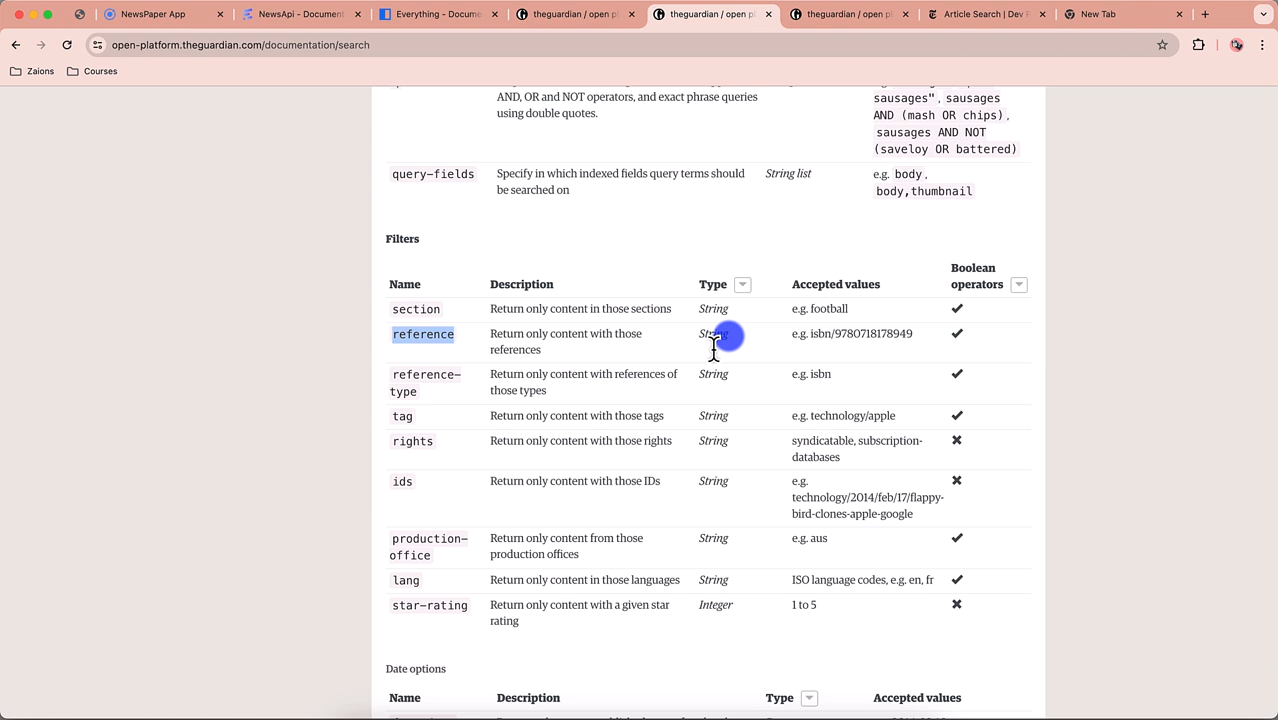 NewsPaper App
NewsApi - Document
Everything - Docume
theguardian / open pl
theguardian / open pl
theguardian / open pl
Article Search | Dev
New Tab
open-platform.theguardian.com/documentation/search
Zaions
Courses
AND, OR and NOT operators, and exact phrase queries
using double quotes.
sausages", sausages
AND (mash OR chips),
sausages AND NOT
(saveloy OR battered)
query-fields
Specify in which indexed fields query terms should
be searched on
String list
e.g. body,
body,thumbnail
Filters
Name
Description
Type
Accepted values
Boolean
operators
section
Return only content in those sections
String
e.g. football
✔
reference
Return only content with those
references
String
e.g. isbn/9780718178949
✔
reference-
type
Return only content with references of
those types
String
e.g. isbn
✔
tag
Return only content with those tags
String
e.g. technology/apple
✔
rights
Return only content with those rights
String
syndicatable, subscription-
databases
✖
ids
Return only content with those IDs
String
e.g.
technology/2014/feb/17/flappy-
bird-clones-apple-google
✖
production-
office
Return only content from those
production offices
String
e.g. aus
✔
lang
Return only content in those languages
String
ISO language codes, e.g. en, fr
✔
star-rating
Return only content with a given star
rating
Integer
1 to 5
✖
Date options
Name
Description
Type
Accepted values